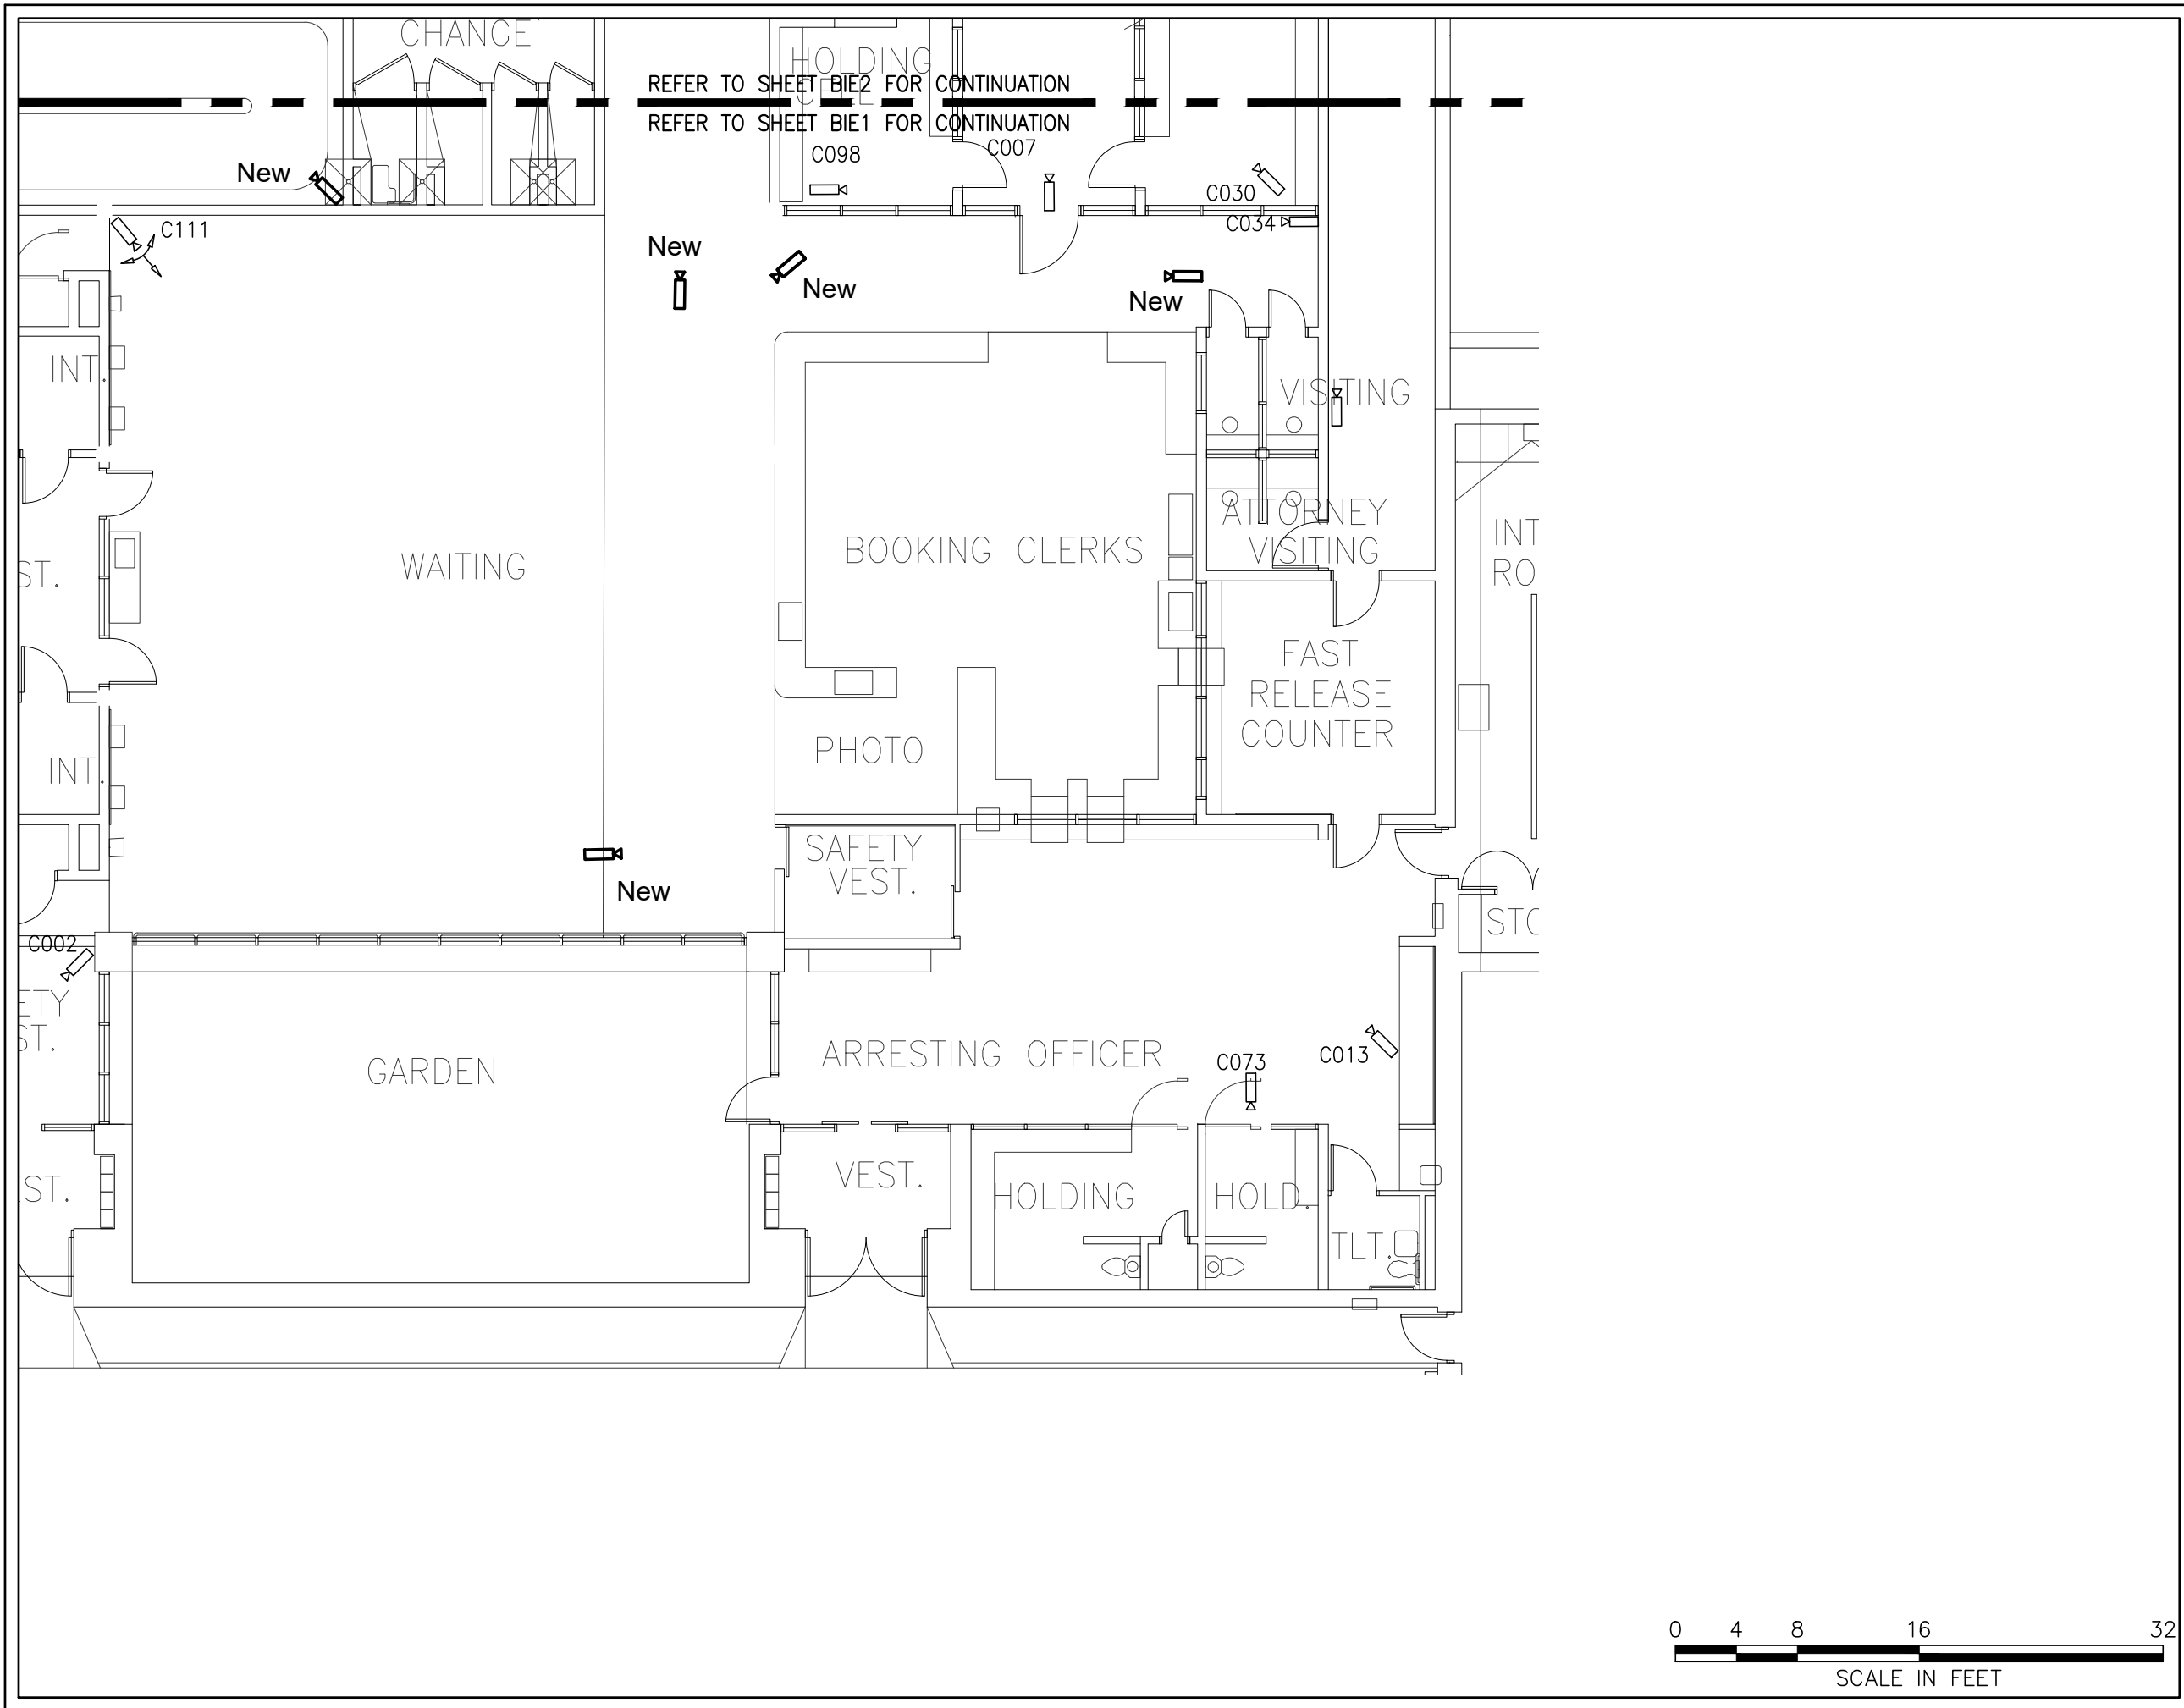 CHANGE
HOLDING
CELL
REFER TO SHEET BIE2 FOR CONTINUATION
REFER TO SHEET BIE1 FOR CONTINUATION
C098
C007
New
C030
C034
C111
New
New
New
INT.
VISITING
ATTORNEY
VISITING
BOOKING CLERKS
WAITING
ST.
INT
RO
FAST
RELEASE
COUNTER
PHOTO
INT.
SAFETY
VEST.
New
STO
C002
ETY
ST.
GARDEN
ARRESTING OFFICER
C073
C013
ST.
VEST.
HOLDING
HOLD.
TLT.
0 4 8 16 32
SCALE IN FEET